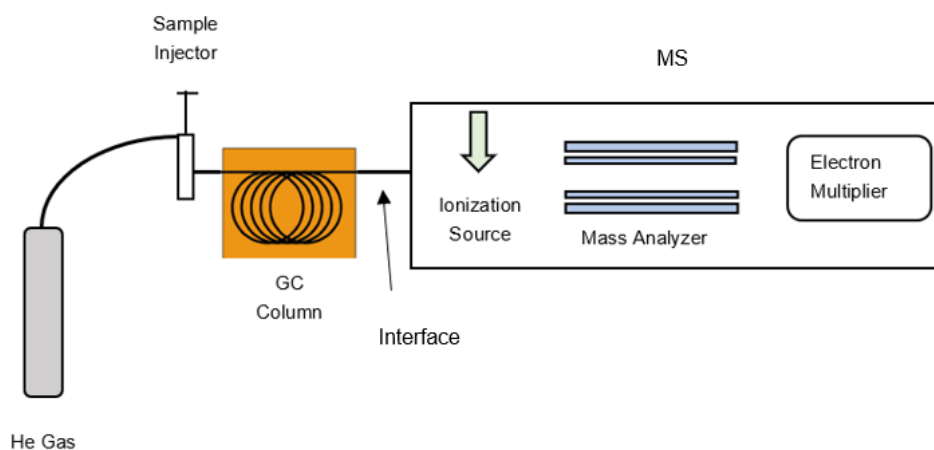 Sample
Injector
MS
Ionization
Source
Mass Analyzer
Electron
Multiplier
GC
Column
Interface
He Gas